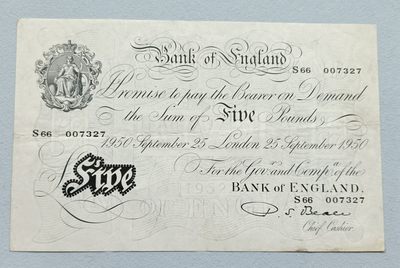 Bank of England
S66 007327
I Promise to pay the Bearer on Demand
the Sum of Five Pounds.
S66 007327
1950 September 25 London 25 September 1950
For the Gov.r and Comp.a of the
BANK of ENGLAND.
Five
S66 007327
Chief Cashier